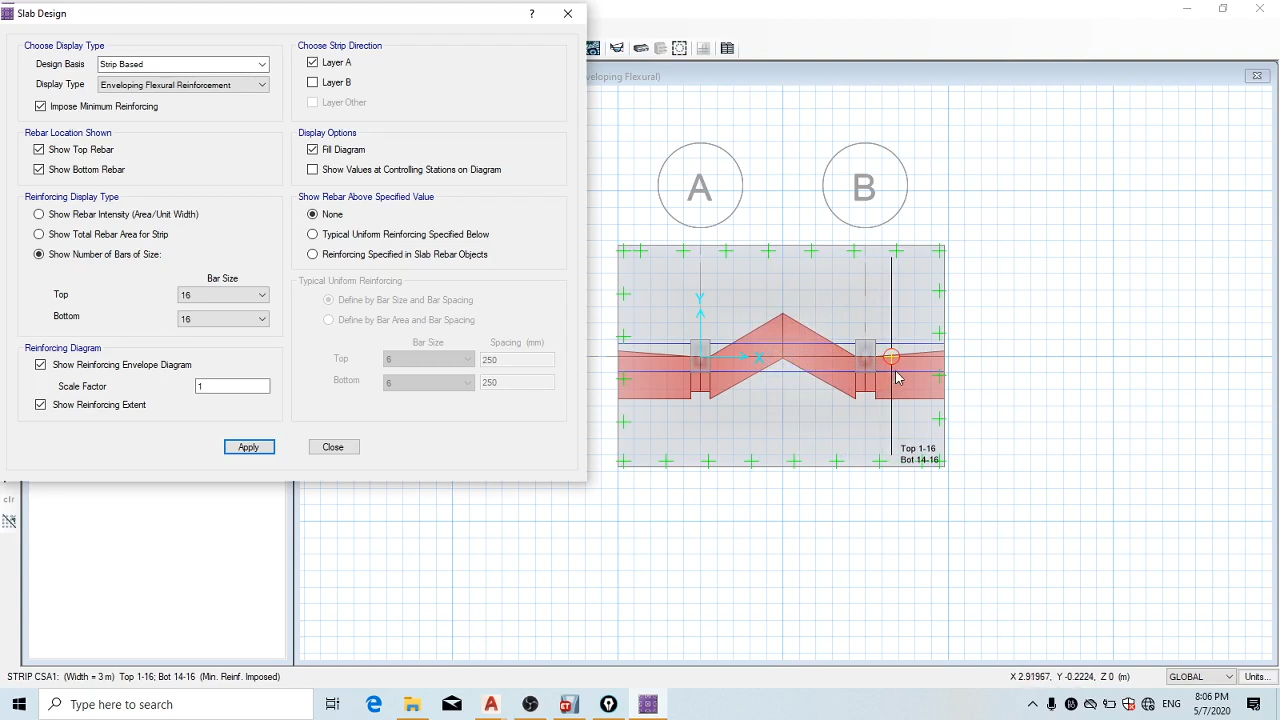 Slab Design
?
Choose Display Type
Design Basis
Strip Based
Display Type
Enveloping Flexural Reinforcement
Impose Minimum Reinforcing
Rebar Location Shown
Show Top Rebar
Show Bottom Rebar
Reinforcing Display Type
Show Rebar Intensity (Area/Unit Width)
Show Total Rebar Area for Strip
Show Number of Bars of Size:
Bar Size
Top
16
Bottom
16
Reinforcing Diagram
Show Reinforcing Envelope Diagram
Scale Factor
1
Show Reinforcing Extent
Choose Strip Direction
Layer A
Layer B
Layer Other
Display Options
Fill Diagram
Show Values at Controlling Stations on Diagram
Show Rebar Above Specified Value
None
Typical Uniform Reinforcing Specified Below
Reinforcing Specified in Slab Rebar Objects
Typical Uniform Reinforcing
Define by Bar Size and Bar Spacing
Define by Bar Area and Bar Spacing
Bar Size
Spacing (mm)
Top
6
250
Bottom
6
250
Apply
Close
veloping Flexural)
A
B
Y
X
Top 1-16
Bot 14-16
clr
STRIP CSA1: (Width = 3 m) Top 1-16; Bot 14-16 (Min. Reinf. Imposed)
X 2.91967, Y -0.2224, Z 0 (m)
GLOBAL
Units...
Type here to search
ENG
8:06 PM
5/7/2020